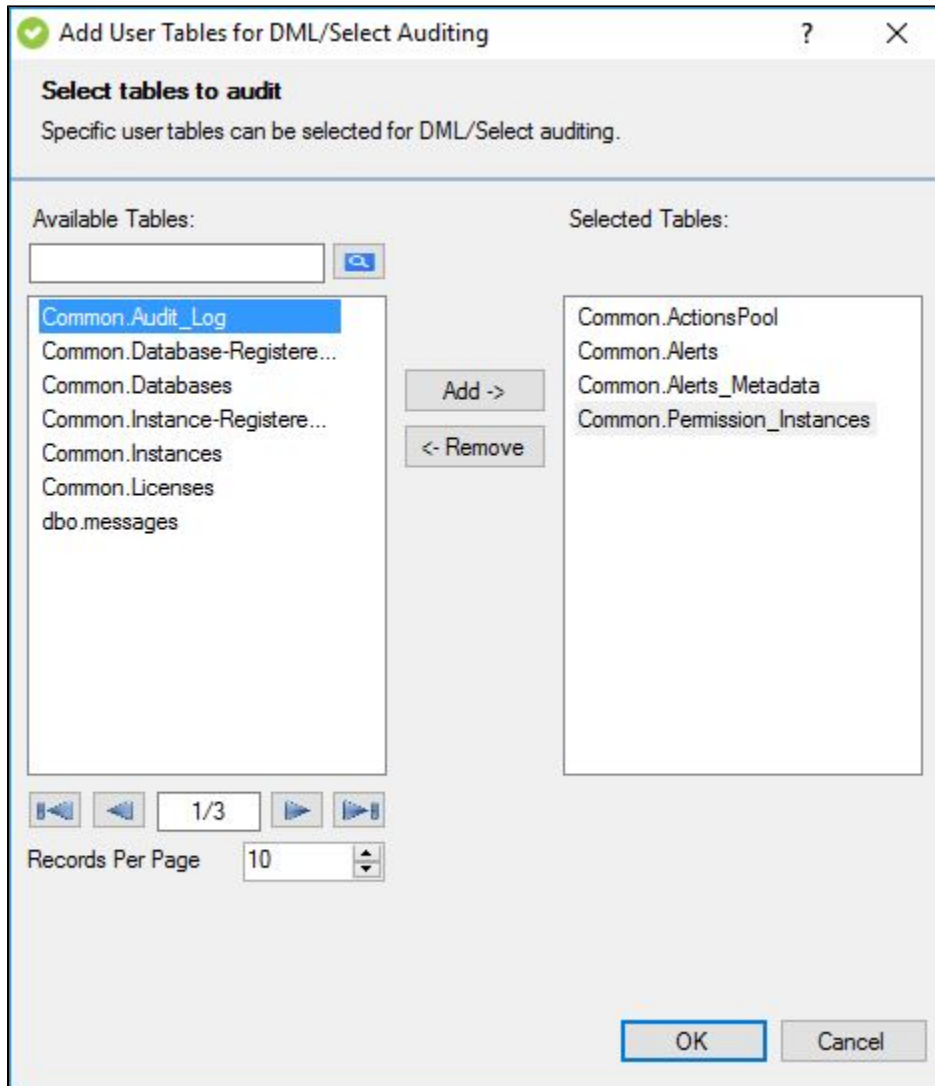 Add User Tables for DML/Select Auditing
?
Select tables to audit
Specific user tables can be selected for DML/Select auditing.
Available Tables:
Selected Tables:
Common.Audit_Log
Common.Database-Registere...
Common.Databases
Common.Instance-Registere...
Common.Instances
Common.Licenses
dbo.messages
Add ->
<- Remove
Common.ActionsPool
Common.Alerts
Common.Alerts_Metadata
Common.Permission_Instances
1/3
Records Per Page
10
OK
Cancel